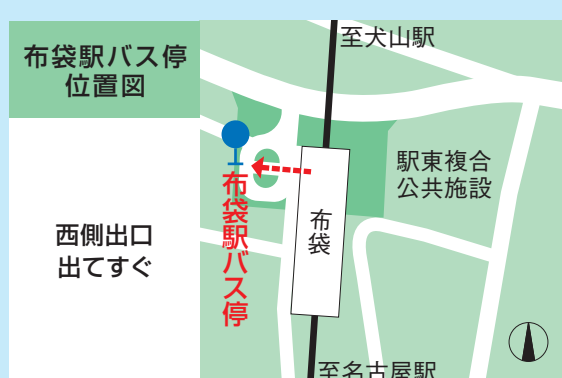 布袋駅バス停
位置図
西側出口
出てすぐ
至犬山駅
駅東複合
公共施設
布袋
布袋駅バス停
至名古屋駅